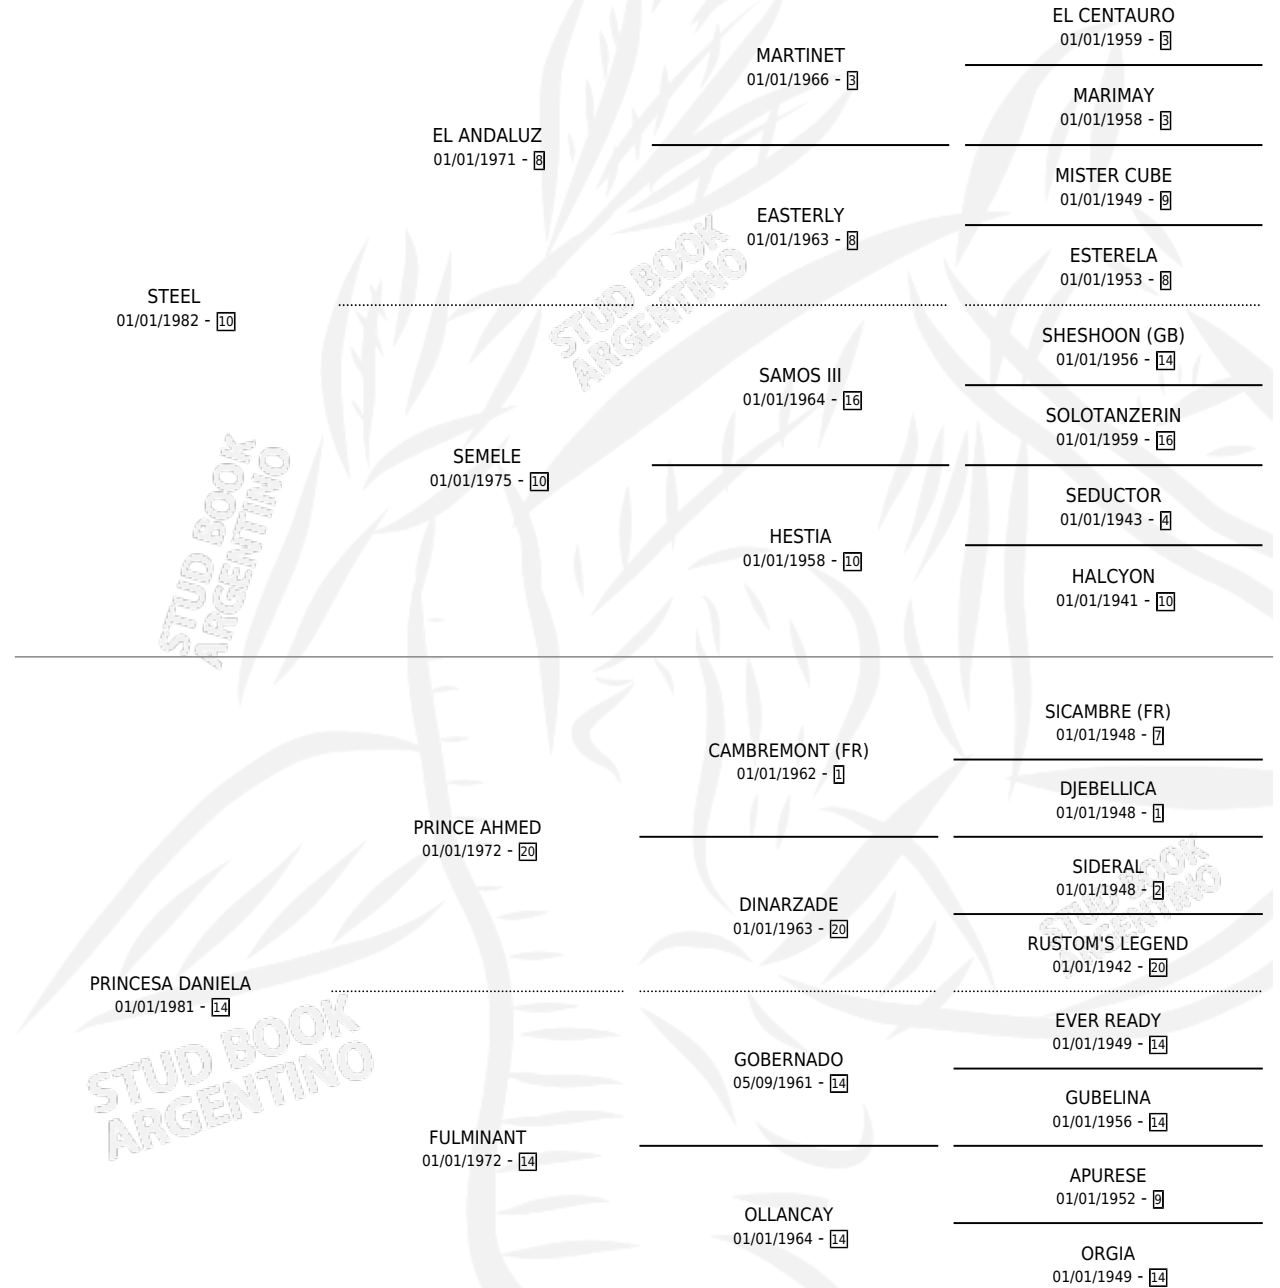 EL CENTAURO
01/01/1959 - 3
MARTINET
01/01/1966 - 3
MARIMAY
01/01/1958 - 3
EL ANDALUZ
01/01/1971 - 8
MISTER CUBE
01/01/1949 - 9
EASTERLY
01/01/1963 - 8
ESTERELA
01/01/1953 - 8
STEEL
01/01/1982 - 10
SHESHOON (GB)
01/01/1956 - 14
SAMOS III
01/01/1964 - 16
SOLOTANZERIN
01/01/1959 - 16
SEMELE
01/01/1975 - 10
SEDUCTOR
01/01/1943 - 4
HESTIA
01/01/1958 - 10
HALCYON
01/01/1941 - 10
SICAMBRE (FR)
01/01/1948 - 7
CAMBREMONT (FR)
01/01/1962 - 1
DJEBELLICA
01/01/1948 - 1
PRINCE AHMED
01/01/1972 - 20
SIDERAL
01/01/1948 - 2
DINARZADE
01/01/1963 - 20
RUSTOM'S LEGEND
01/01/1942 - 20
PRINCESA DANIELA
01/01/1981 - 14
EVER READY
01/01/1949 - 14
GOBERNADO
05/09/1961 - 14
GUBELINA
01/01/1956 - 14
FULMINANT
01/01/1972 - 14
APURESE
01/01/1952 - 9
OLLANCAY
01/01/1964 - 14
ORGIA
01/01/1949 - 14
STUD BOOK
ARGENTINO
STUD BOOK
ARGENTINO
STUD BOOK
ARGENTINO
STUD BOOK
ARGENTINO